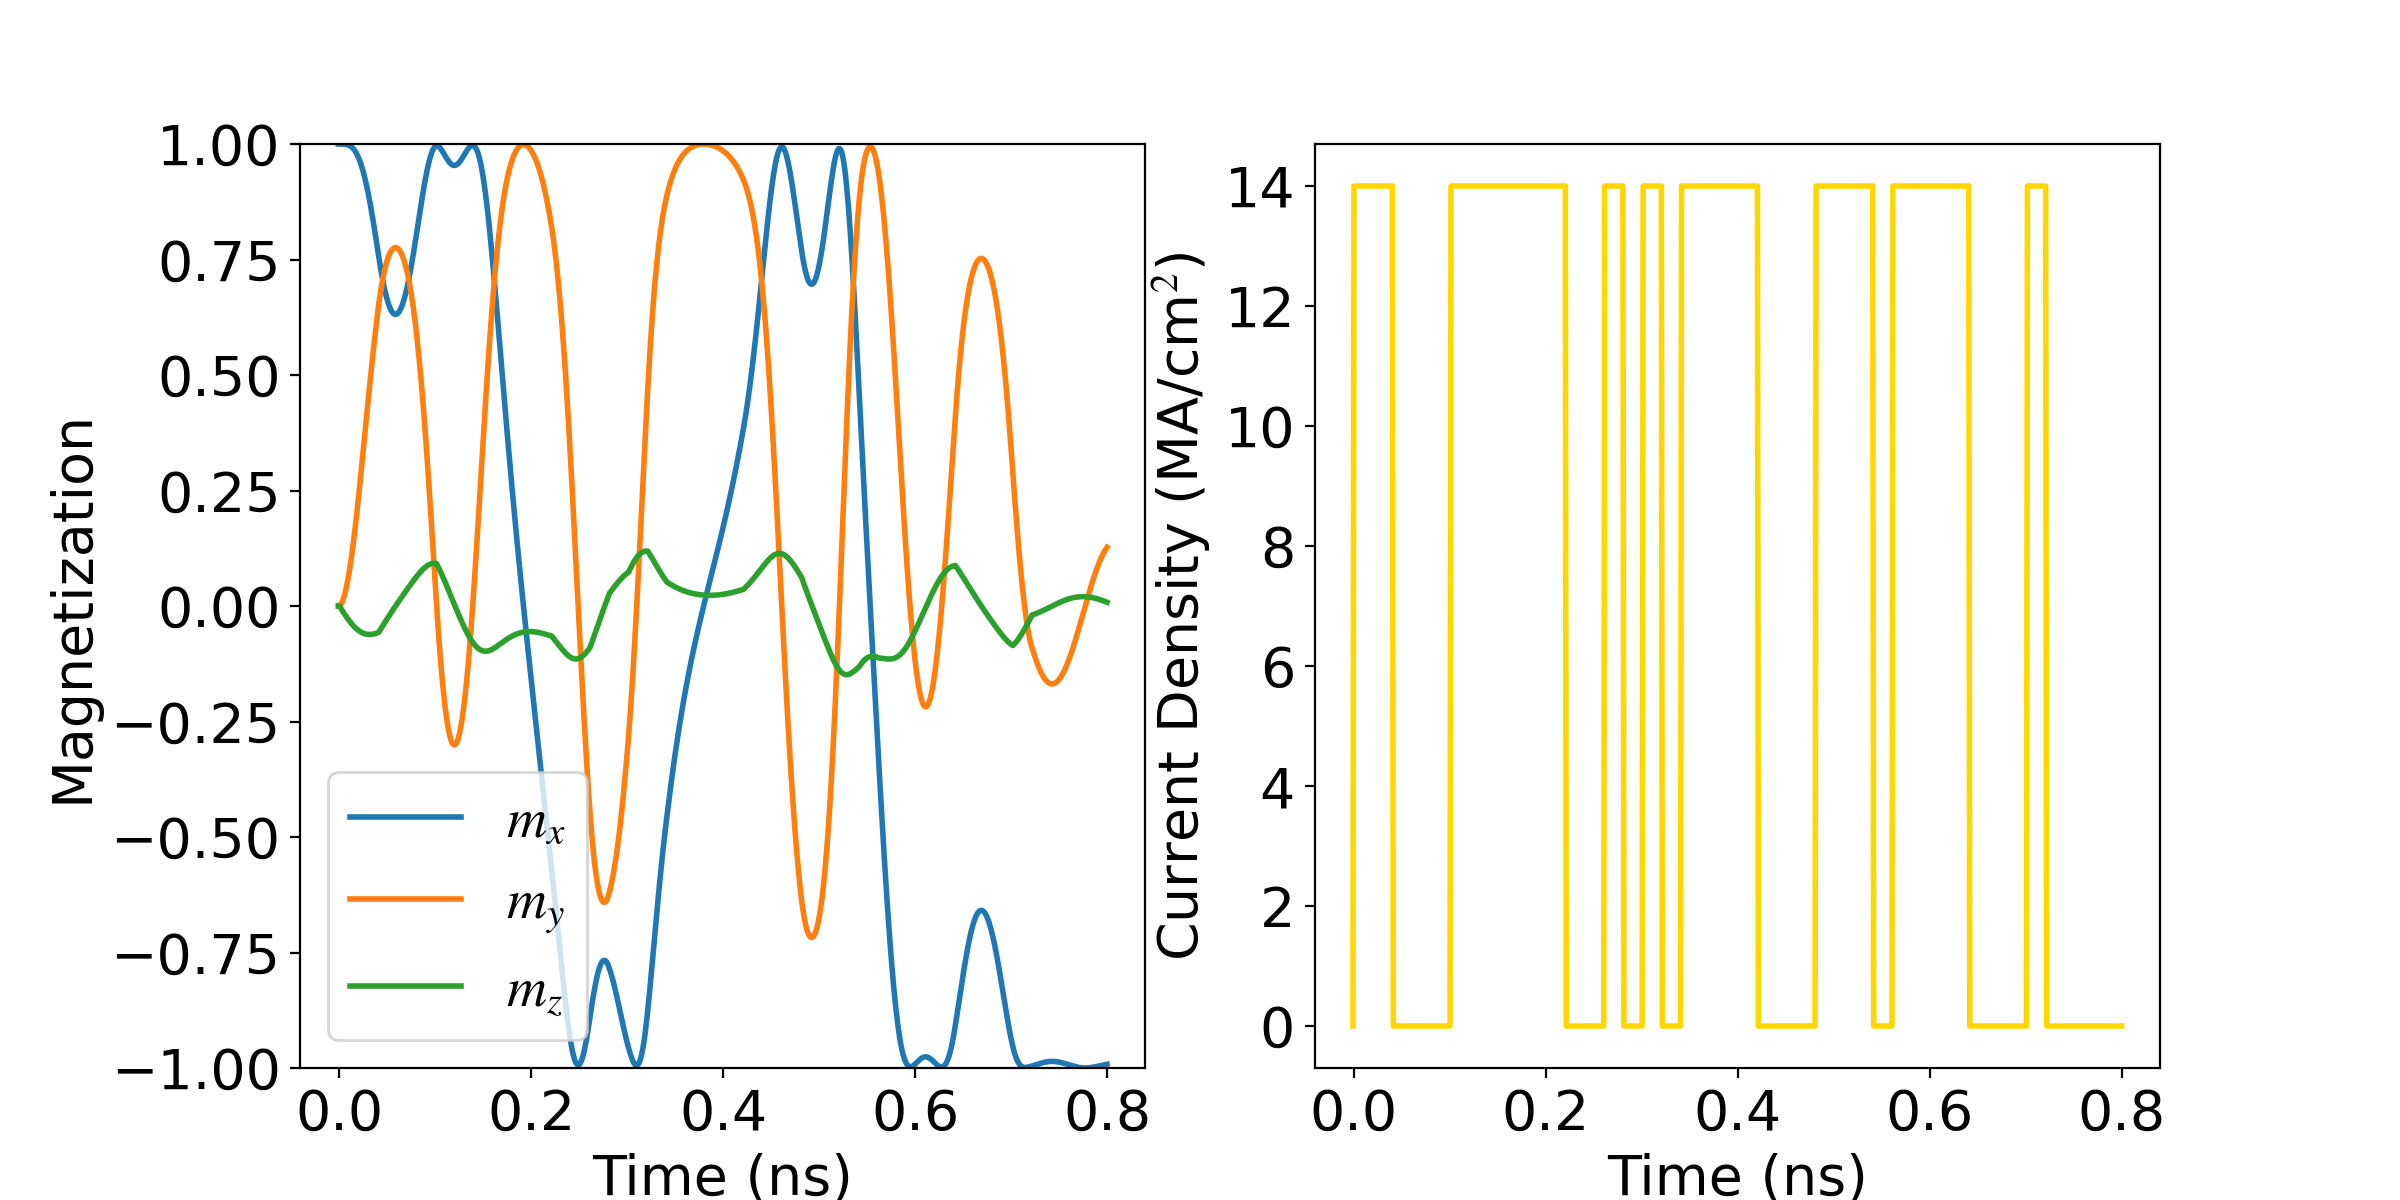 Magnetization
1.00
0.75
0.50
0.25
0.00
−0.25
−0.50
−0.75
−1.00
m_x
m_y
m_z
0.0 0.2 0.4 0.6 0.8
Time (ns)
Current Density (MA/cm²)
14
12
10
8
6
4
2
0
0.0 0.2 0.4 0.6 0.8
Time (ns)